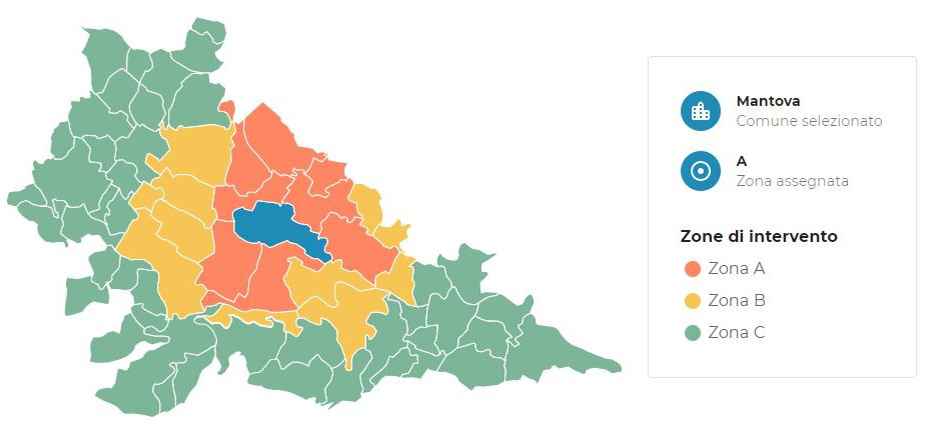 Mantova
Comune selezionato
A
Zona assegnata
Zone di intervento
Zona A
Zona B
Zona C